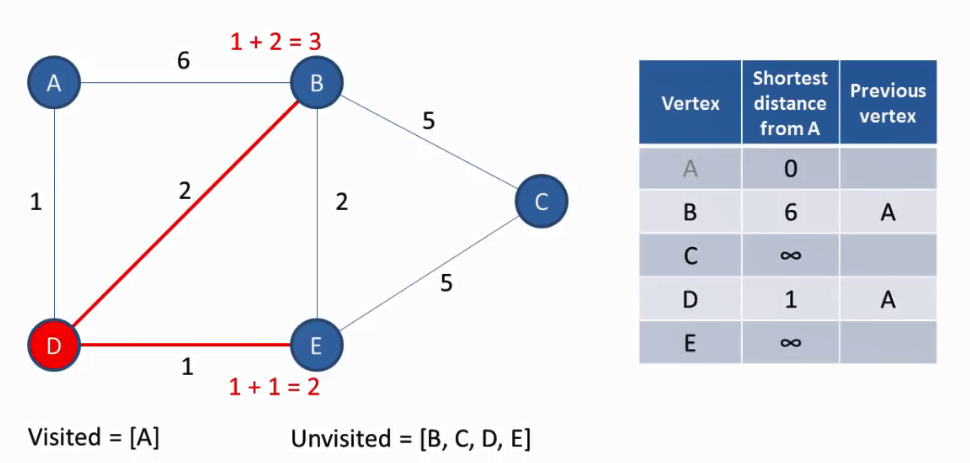 1 + 2 = 3
6
A
B
5
1
2
2
C
5
D
E
1
1 + 1 = 2
Visited = [A]
Unvisited = [B, C, D, E]
Vertex
Shortest
distance
from A
Previous
vertex
A 0
B 6 A
C ∞
D 1 A
E ∞